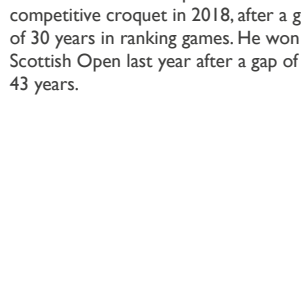 competitive croquet in 2018, after a g
of 30 years in ranking games. He won
Scottish Open last year after a gap of
43 years.